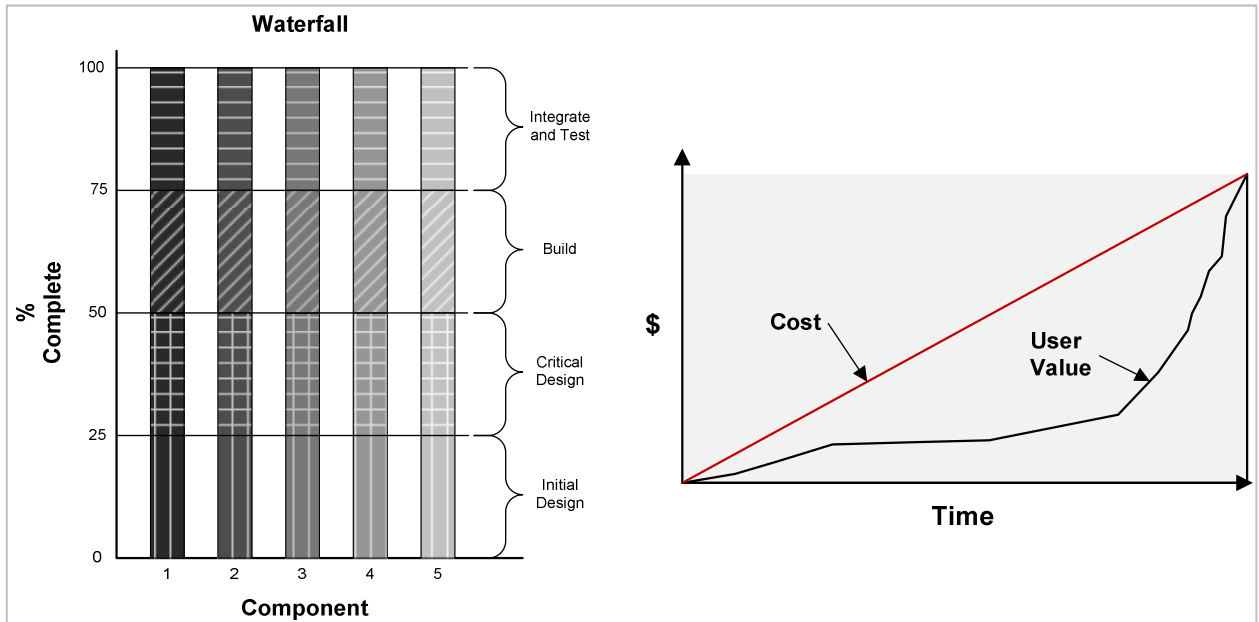 Waterfall
100
75
50
25
0
%
Complete
1 2 3 4 5
Component
Integrate
and Test
Build
Critical
Design
Initial
Design
$
Cost
User
Value
Time